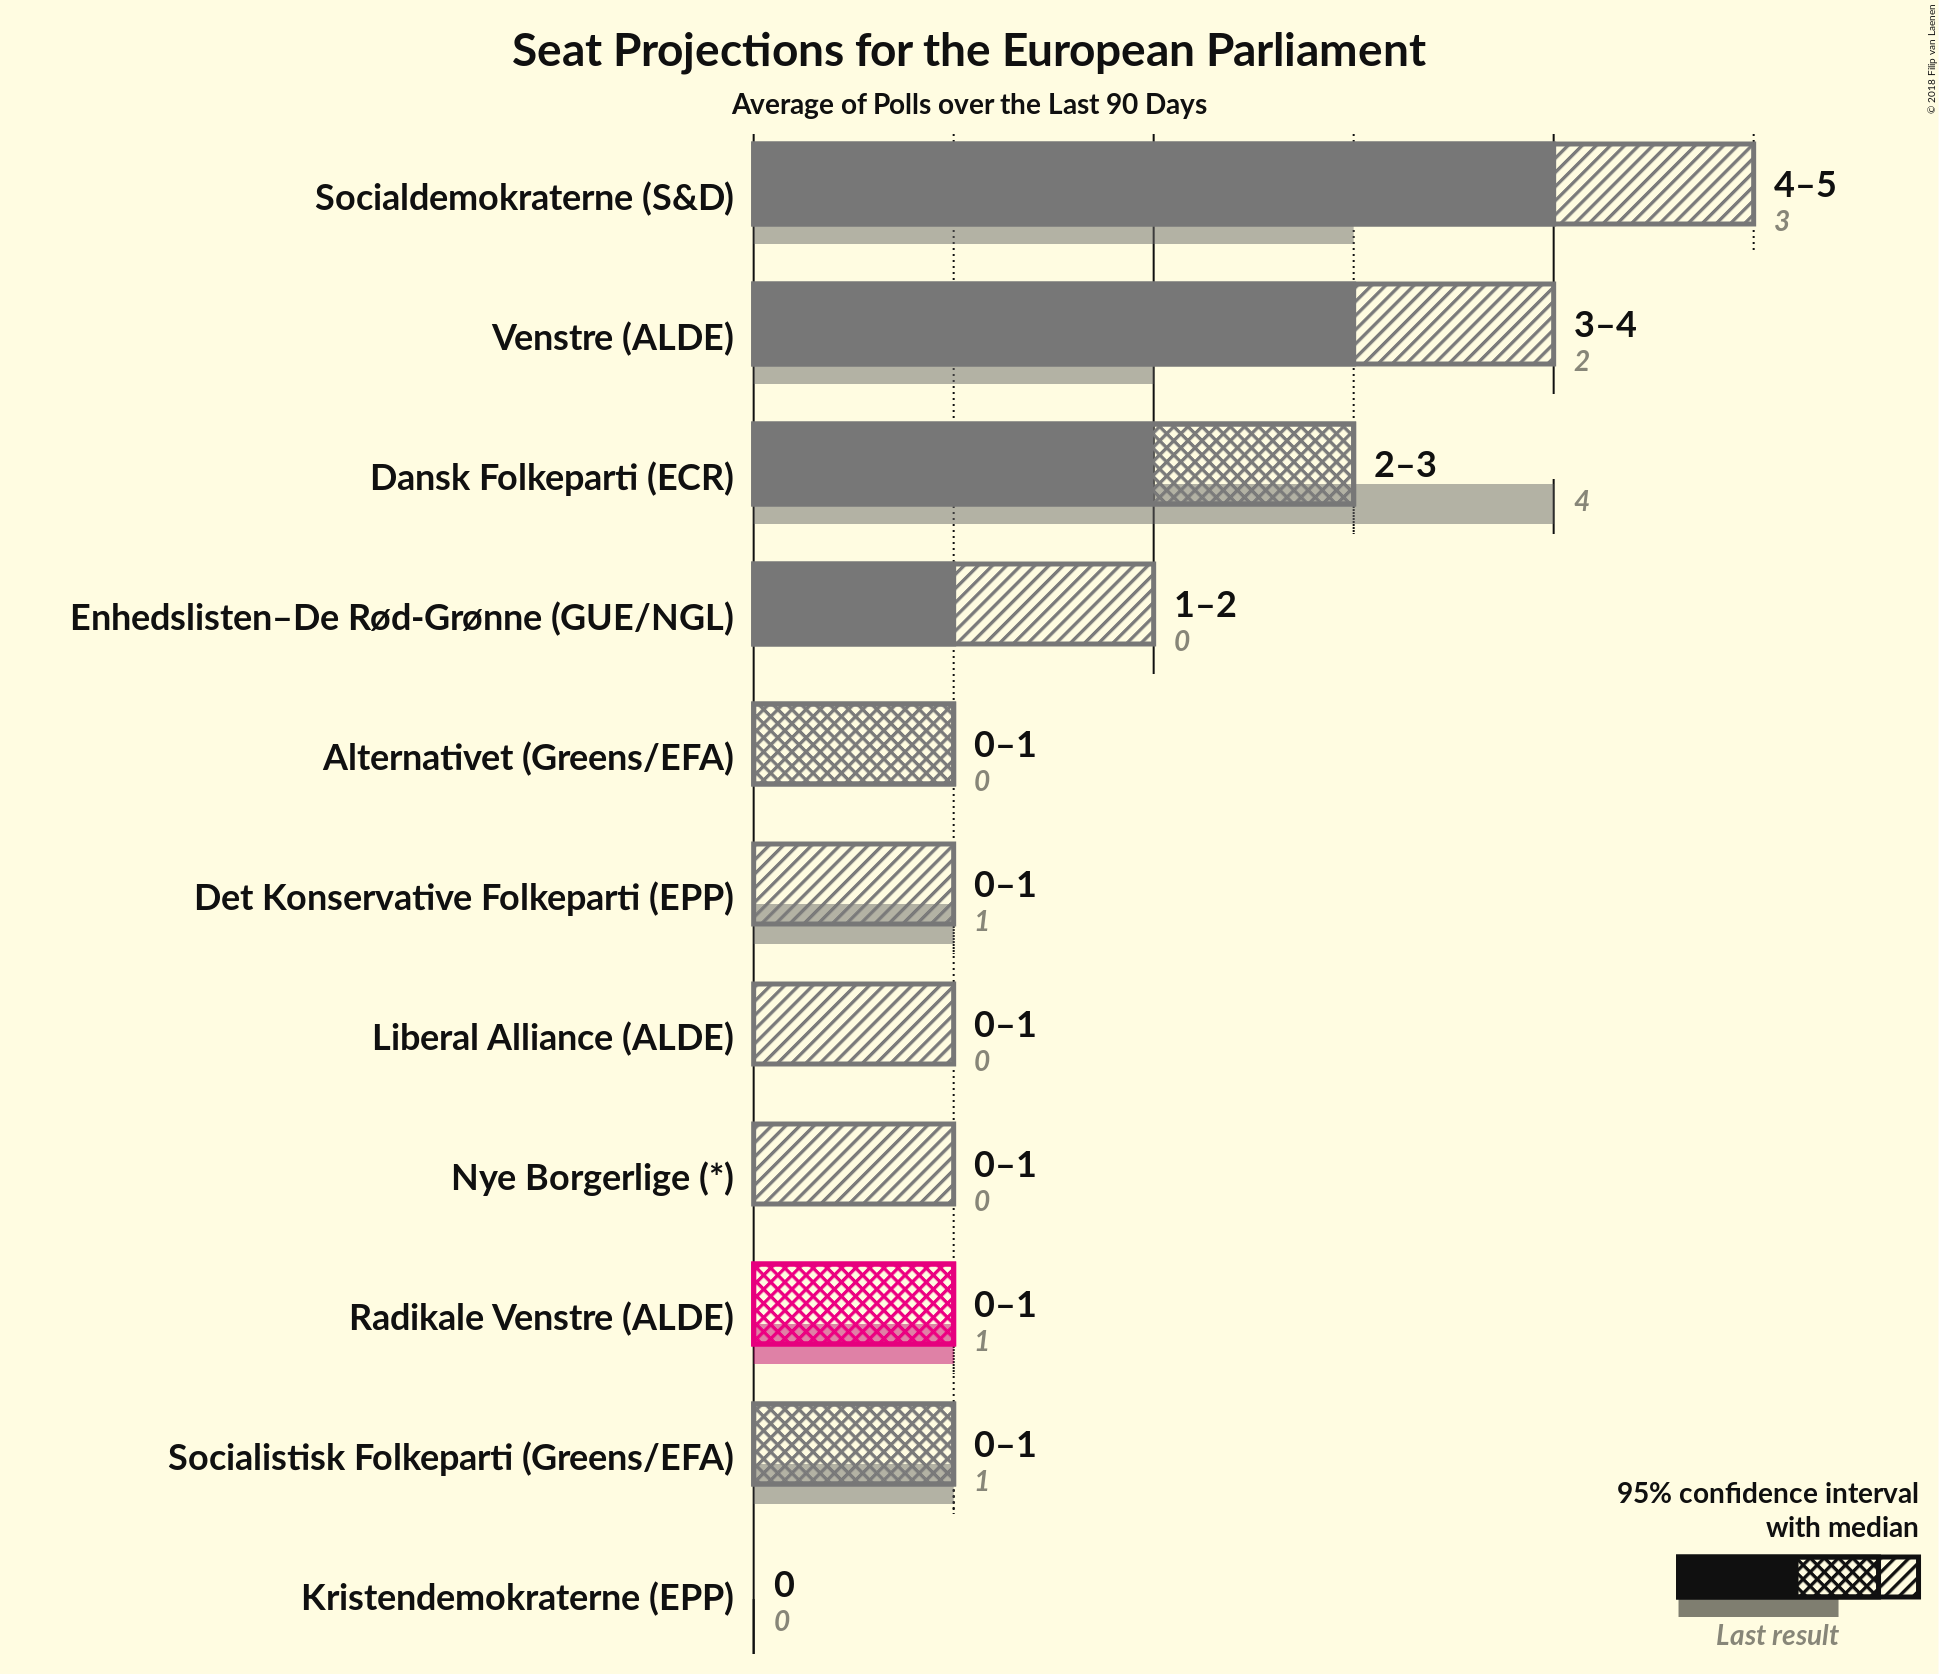 Seat Projections for the European Parliament
Average of Polls over the Last 90 Days
© 2018 Filip van Laenen
Socialdemokraterne (S&D)
4–5
3
Venstre (ALDE)
3–4
2
Dansk Folkeparti (ECR)
2–3
4
Enhedslisten–De Rød-Grønne (GUE/NGL)
1–2
0
Alternativet (Greens/EFA)
0–1
0
Det Konservative Folkeparti (EPP)
0–1
1
Liberal Alliance (ALDE)
0–1
0
Nye Borgerlige (*)
0–1
0
Radikale Venstre (ALDE)
0–1
1
Socialistisk Folkeparti (Greens/EFA)
0–1
1
Kristendemokraterne (EPP)
0
0
95% confidence interval
with median
Last result